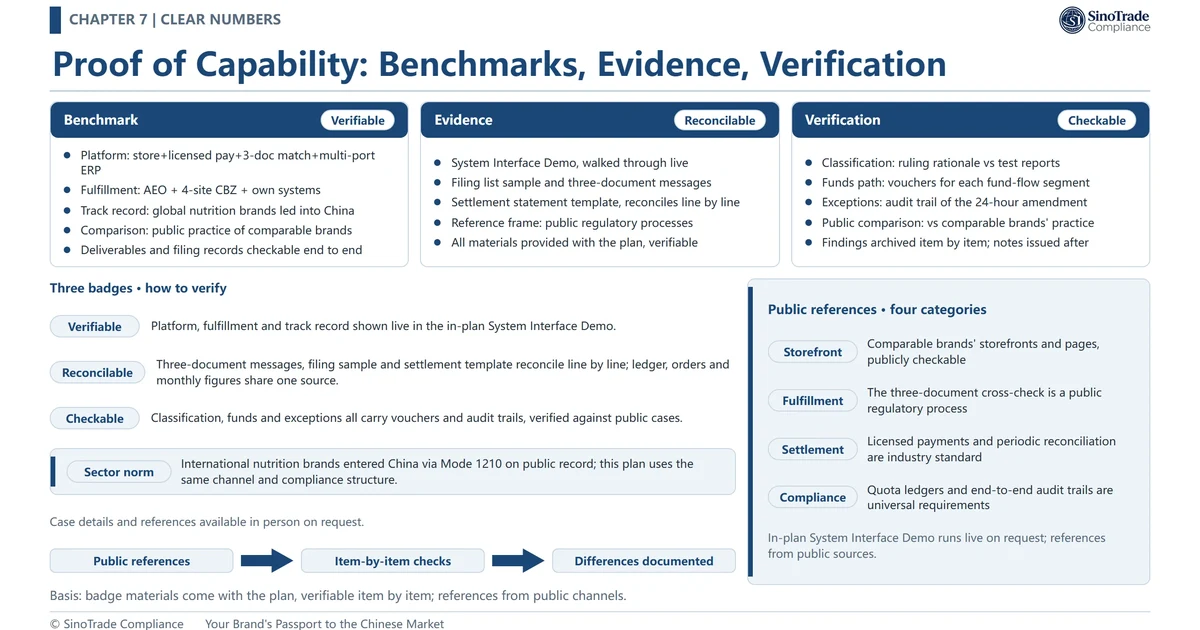 CHAPTER 7 | CLEAR NUMBERS
SinoTrade
Compliance
Proof of Capability: Benchmarks, Evidence, Verification
Benchmark
Verifiable
Platform: store+licensed pay+3-doc match+multi-port
ERP
Fulfillment: AEO + 4-site CBZ + own systems
Track record: global nutrition brands led into China
Comparison: public practice of comparable brands
Deliverables and filing records checkable end to end
Evidence
Reconcilable
System Interface Demo, walked through live
Filing list sample and three-document messages
Settlement statement template, reconciles line by line
Reference frame: public regulatory processes
All materials provided with the plan, verifiable
Verification
Checkable
Classification: ruling rationale vs test reports
Funds path: vouchers for each fund-flow segment
Exceptions: audit trail of the 24-hour amendment
Public comparison: vs comparable brands' practice
Findings archived item by item; notes issued after
Three badges • how to verify
Verifiable
Platform, fulfillment and track record shown live in the in-plan System Interface Demo.
Reconcilable
Three-document messages, filing sample and settlement template reconcile line by line; ledger, orders and
monthly figures share one source.
Checkable
Classification, funds and exceptions all carry vouchers and audit trails, verified against public cases.
Sector norm
International nutrition brands entered China via Mode 1210 on public record; this plan uses the
same channel and compliance structure.
Case details and references available in person on request.
Public references
Item-by-item checks
Differences documented
Basis: badge materials come with the plan, verifiable item by item; references from public channels.
Public references • four categories
Storefront
Comparable brands' storefronts and pages,
publicly checkable
Fulfillment
The three-document cross-check is a public
regulatory process
Settlement
Licensed payments and periodic reconciliation
are industry standard
Compliance
Quota ledgers and end-to-end audit trails are
universal requirements
In-plan System Interface Demo runs live on request; references
from public sources.
© SinoTrade Compliance
Your Brand's Passport to the Chinese Market